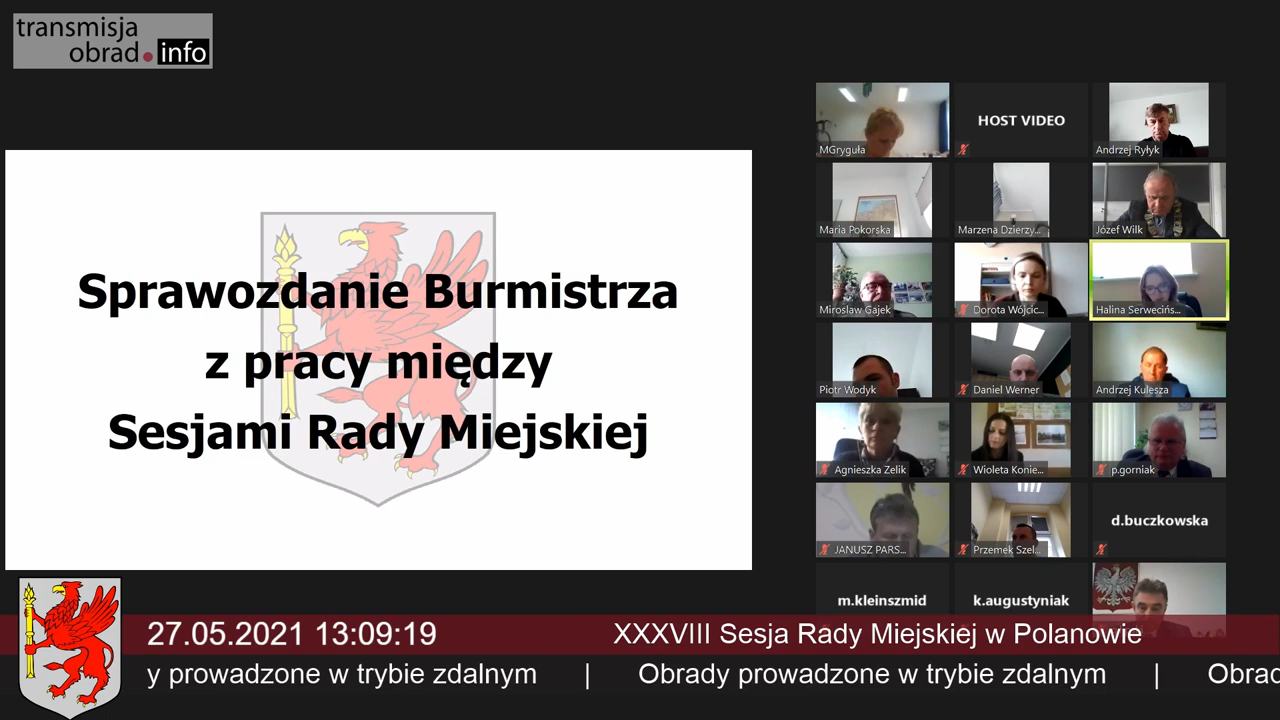 transmisja
obrad.info
Sprawozdanie Burmistrza
z pracy między
Sesjami Rady Miejskiej
MGryguła
HOST VIDEO
Andrzej Ryłyk
Maria Pokorska
Marzena Dzierzy...
Józef Wilk
Mirosław Gajek
Dorota Wójcic...
Halina Serwecińs...
Piotr Wodyk
Daniel Werner
Andrzej Kulesza
Agnieszka Zelik
Wioleta Konie...
p.gorniak
JANUSZ PARS...
Przemek Szel...
d.buczkowska
m.kleinszmid
k.augustyniak
27.05.2021 13:09:19
XXXVIII Sesja Rady Miejskiej w Polanowie
y prowadzone w trybie zdalnym | Obrady prowadzone w trybie zdalnym | Obrad